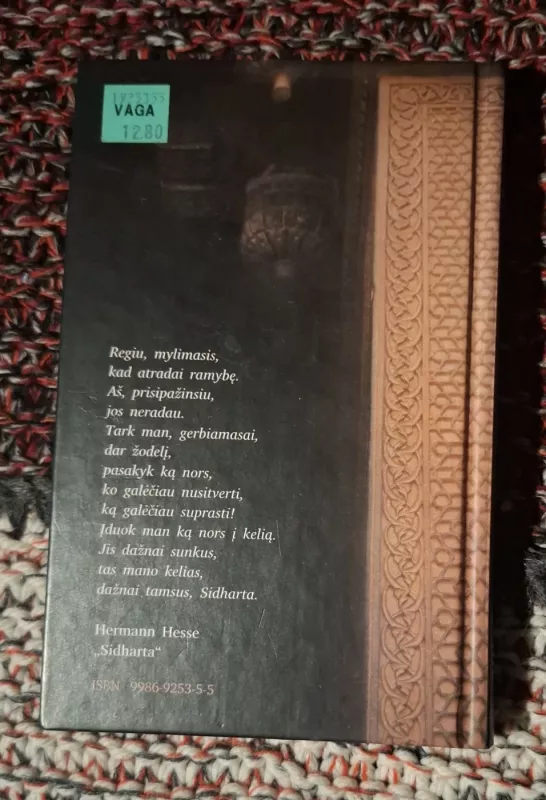 VAGA
12.80
Regiu, mylimasis,
kad atradai ramybę.
Aš, prisipažinsiu,
jos neradau.
Tark man, gerbiamasai,
dar žodelį,
pasakyk ką nors,
ko galėčiau nusitverti,
ką galėčiau suprasti!
Įduok man ką nors į kelią.
Jis dažnai sunkus,
tas mano kelias,
dažnai tamsus, Sidharta.
Hermann Hesse
„Sidharta“
ISBN 9986-9253-5-5